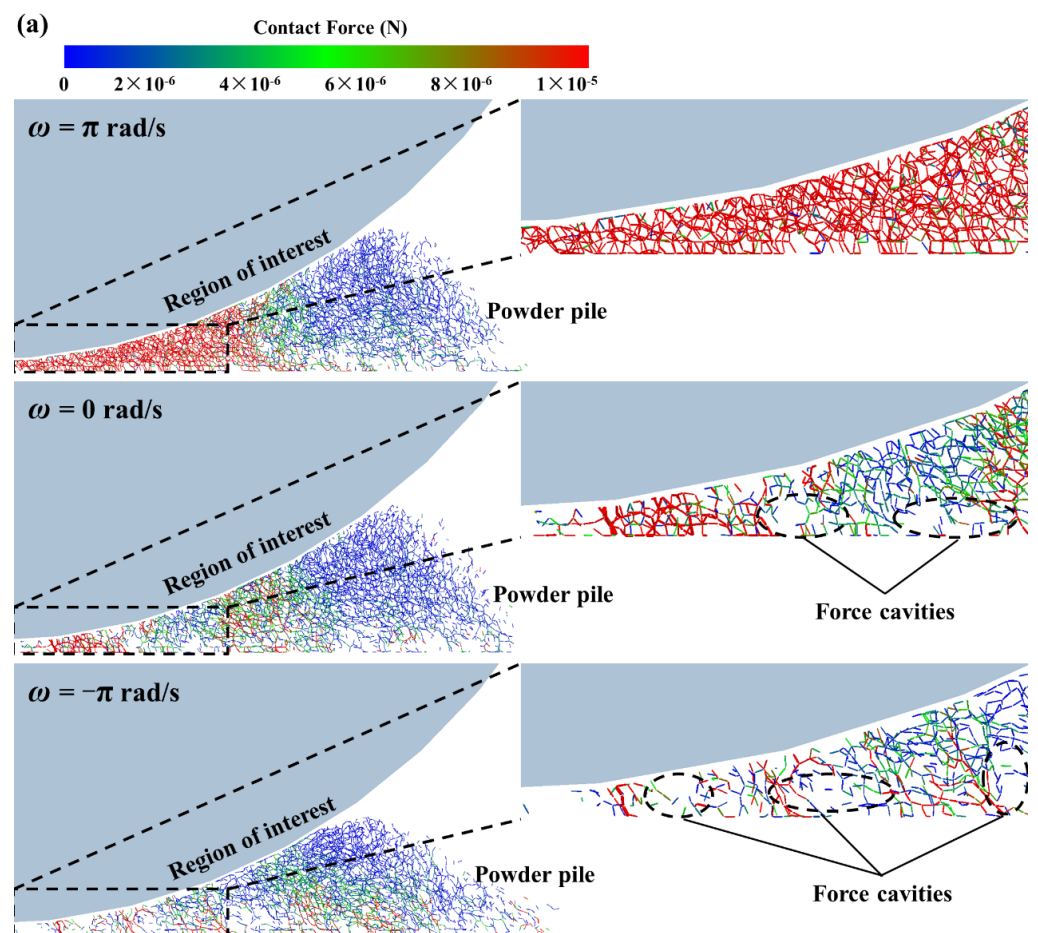 (a)
Contact Force (N)
0 2×10⁻⁶ 4×10⁻⁶ 6×10⁻⁶ 8×10⁻⁶ 1×10⁻⁵
ω = π rad/s
Region of interest
Powder pile
ω = 0 rad/s
Region of interest
Powder pile
Force cavities
ω = −π rad/s
Region of interest
Powder pile
Force cavities